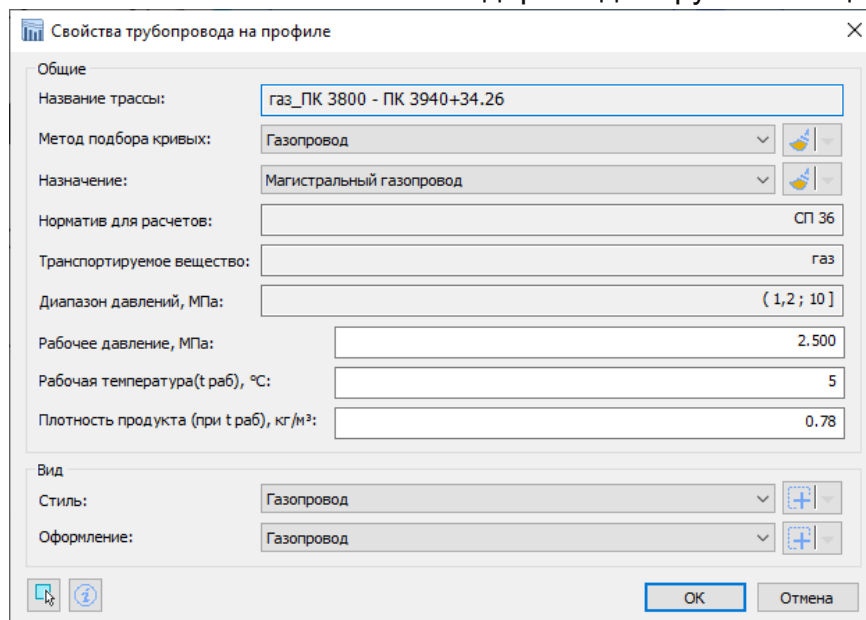 Свойства трубопровода на профиле
Общие
Название трассы: газ_ПК 3800 - ПК 3940+34.26
Метод подбора кривых: Газопровод
Назначение: Магистральный газопровод
Норматив для расчетов: СП 36
Транспортируемое вещество: газ
Диапазон давлений, МПа: ( 1,2 ; 10 ]
Рабочее давление, МПа: 2.500
Рабочая температура(t раб), °C: 5
Плотность продукта (при t раб), кг/м³: 0.78
Вид
Стиль: Газопровод
Оформление: Газопровод
ОК Отмена